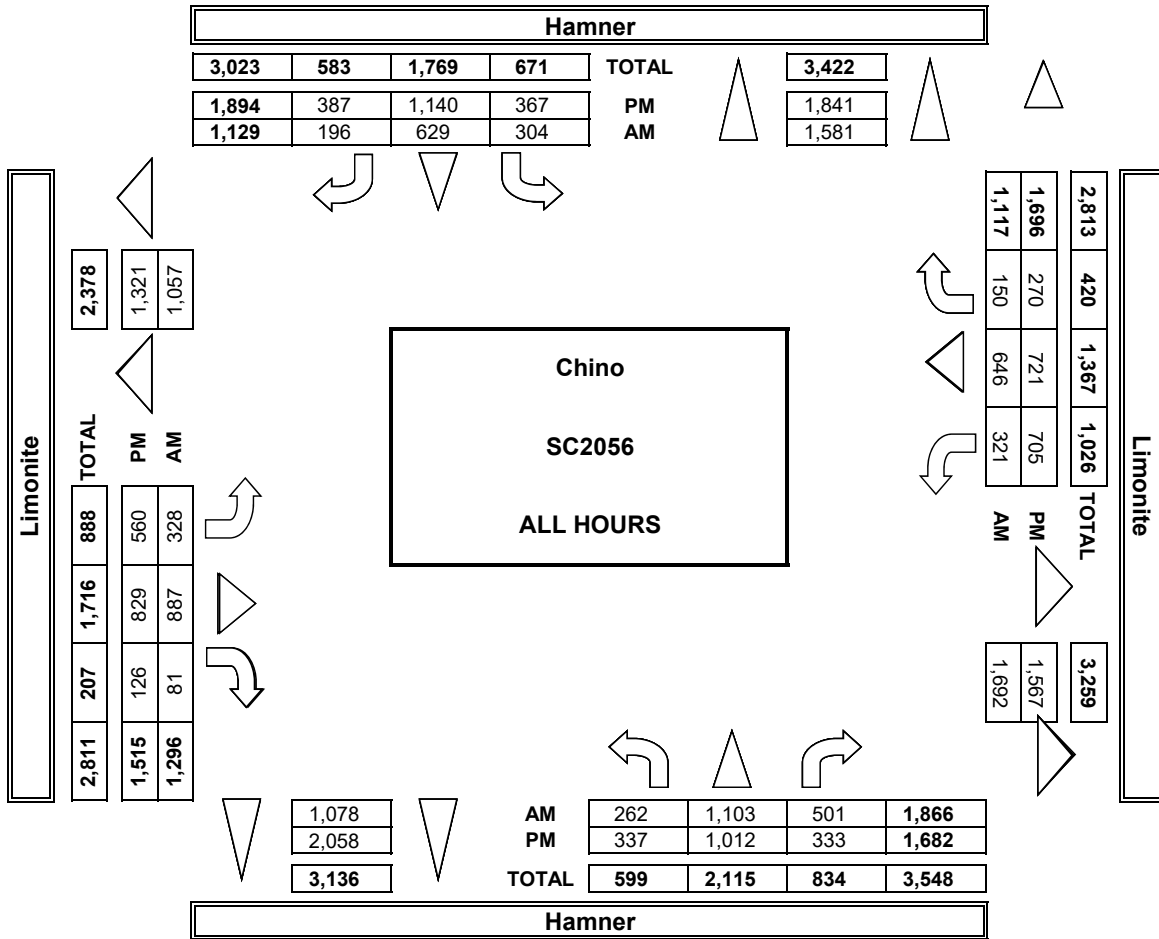 Hamner
3,023 583 1,769 671 TOTAL 3,422
1,894 387 1,140 367 PM 1,841
1,129 196 629 304 AM 1,581
Limonite
2,378
1,321
1,057
TOTAL 888 1,716 207 2,811
PM 560 829 126 1,515
AM 328 887 81 1,296
Chino
SC2056
ALL HOURS
2,813 420 1,367 1,026 TOTAL 3,259
1,696 270 721 705 PM 1,567
1,117 150 646 321 AM 1,692
Limonite
1,078 AM 262 1,103 501 1,866
2,058 PM 337 1,012 333 1,682
3,136 TOTAL 599 2,115 834 3,548
Hamner